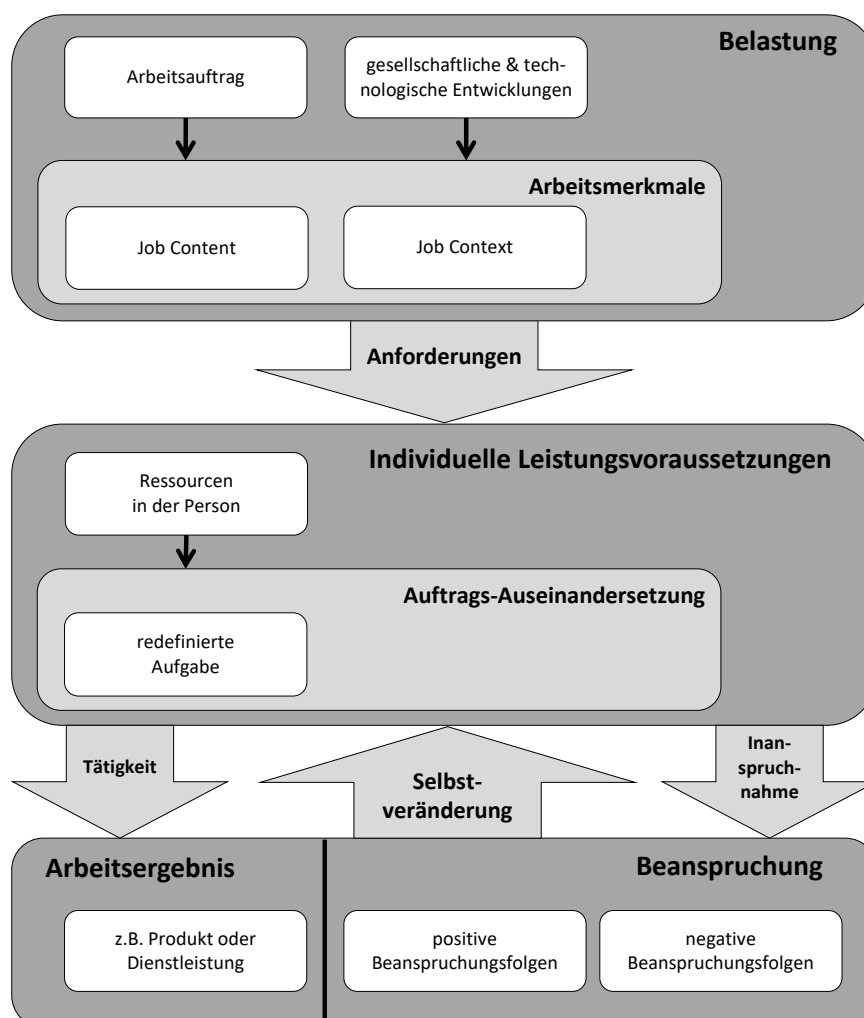 Belastung
Arbeitsauftrag
gesellschaftliche & tech-
nologische Entwicklungen
Arbeitsmerkmale
Job Content
Job Context
Anforderungen
Individuelle Leistungsvoraussetzungen
Ressourcen
in der Person
Auftrags-Auseinandersetzung
redefinierte
Aufgabe
Tätigkeit
Selbst-
veränderung
Inan-
spruch-
nahme
Arbeitsergebnis
Beanspruchung
z.B. Produkt oder
Dienstleistung
positive
Beanspruchungsfolgen
negative
Beanspruchungsfolgen